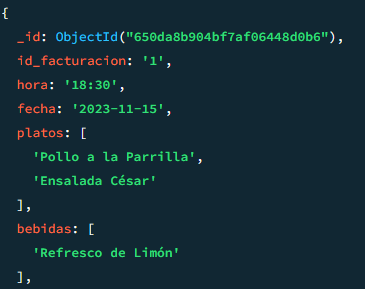 {
  _id: ObjectId("650da8b904bf7af06448d0b6"),
  id_facturacion: '1',
  hora: '18:30',
  fecha: '2023-11-15',
  platos: [
    'Pollo a la Parrilla',
    'Ensalada César'
  ],
  bebidas: [
    'Refresco de Limón'
  ],